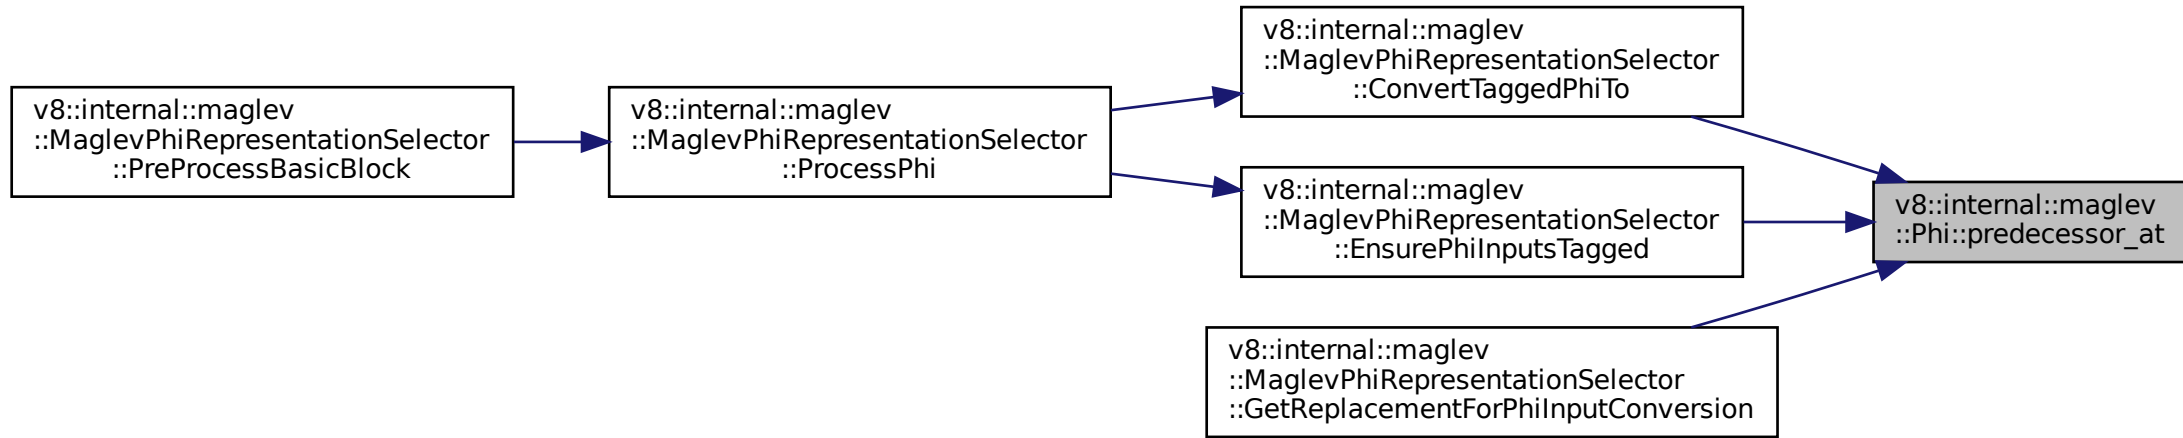 v8::internal::maglev
::MaglevPhiRepresentationSelector
::PreProcessBasicBlock
v8::internal::maglev
::MaglevPhiRepresentationSelector
::ProcessPhi
v8::internal::maglev
::MaglevPhiRepresentationSelector
::ConvertTaggedPhiTo
v8::internal::maglev
::MaglevPhiRepresentationSelector
::EnsurePhiInputsTagged
v8::internal::maglev
::MaglevPhiRepresentationSelector
::GetReplacementForPhiInputConversion
v8::internal::maglev
::Phi::predecessor_at